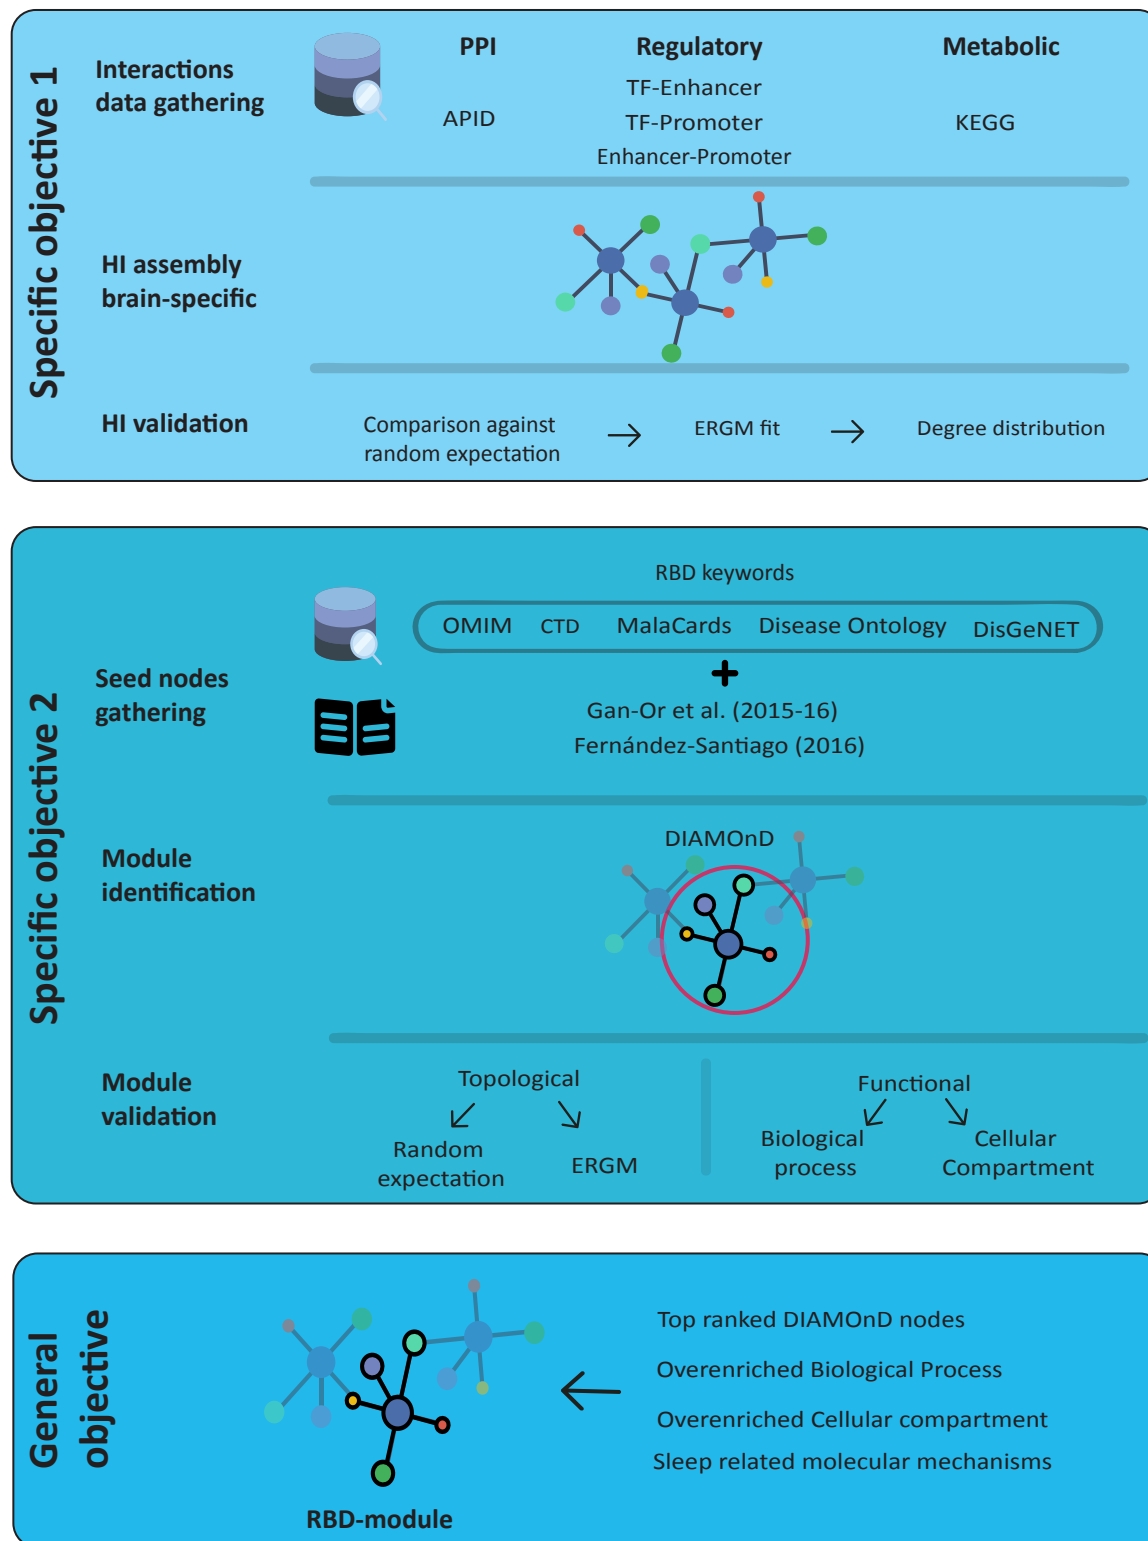 Specific objective 1
Interactions
data gathering
PPI
Regulatory
Metabolic
APID
TF-Enhancer
TF-Promoter
Enhancer-Promoter
KEGG
HI assembly
brain-specific
HI validation
Comparison against
random expectation
ERGM fit
Degree distribution
Specific objective 2
Seed nodes
gathering
RBD keywords
OMIM CTD MalaCards Disease Ontology DisGeNET
+
Gan-Or et al. (2015-16)
Fernández-Santiago (2016)
Module
identification
DIAMOnD
Module
validation
Topological
Random
expectation
ERGM
Functional
Biological
process
Cellular
Compartment
General
objective
RBD-module
Top ranked DIAMOnD nodes
Overenriched Biological Process
Overenriched Cellular compartment
Sleep related molecular mechanisms